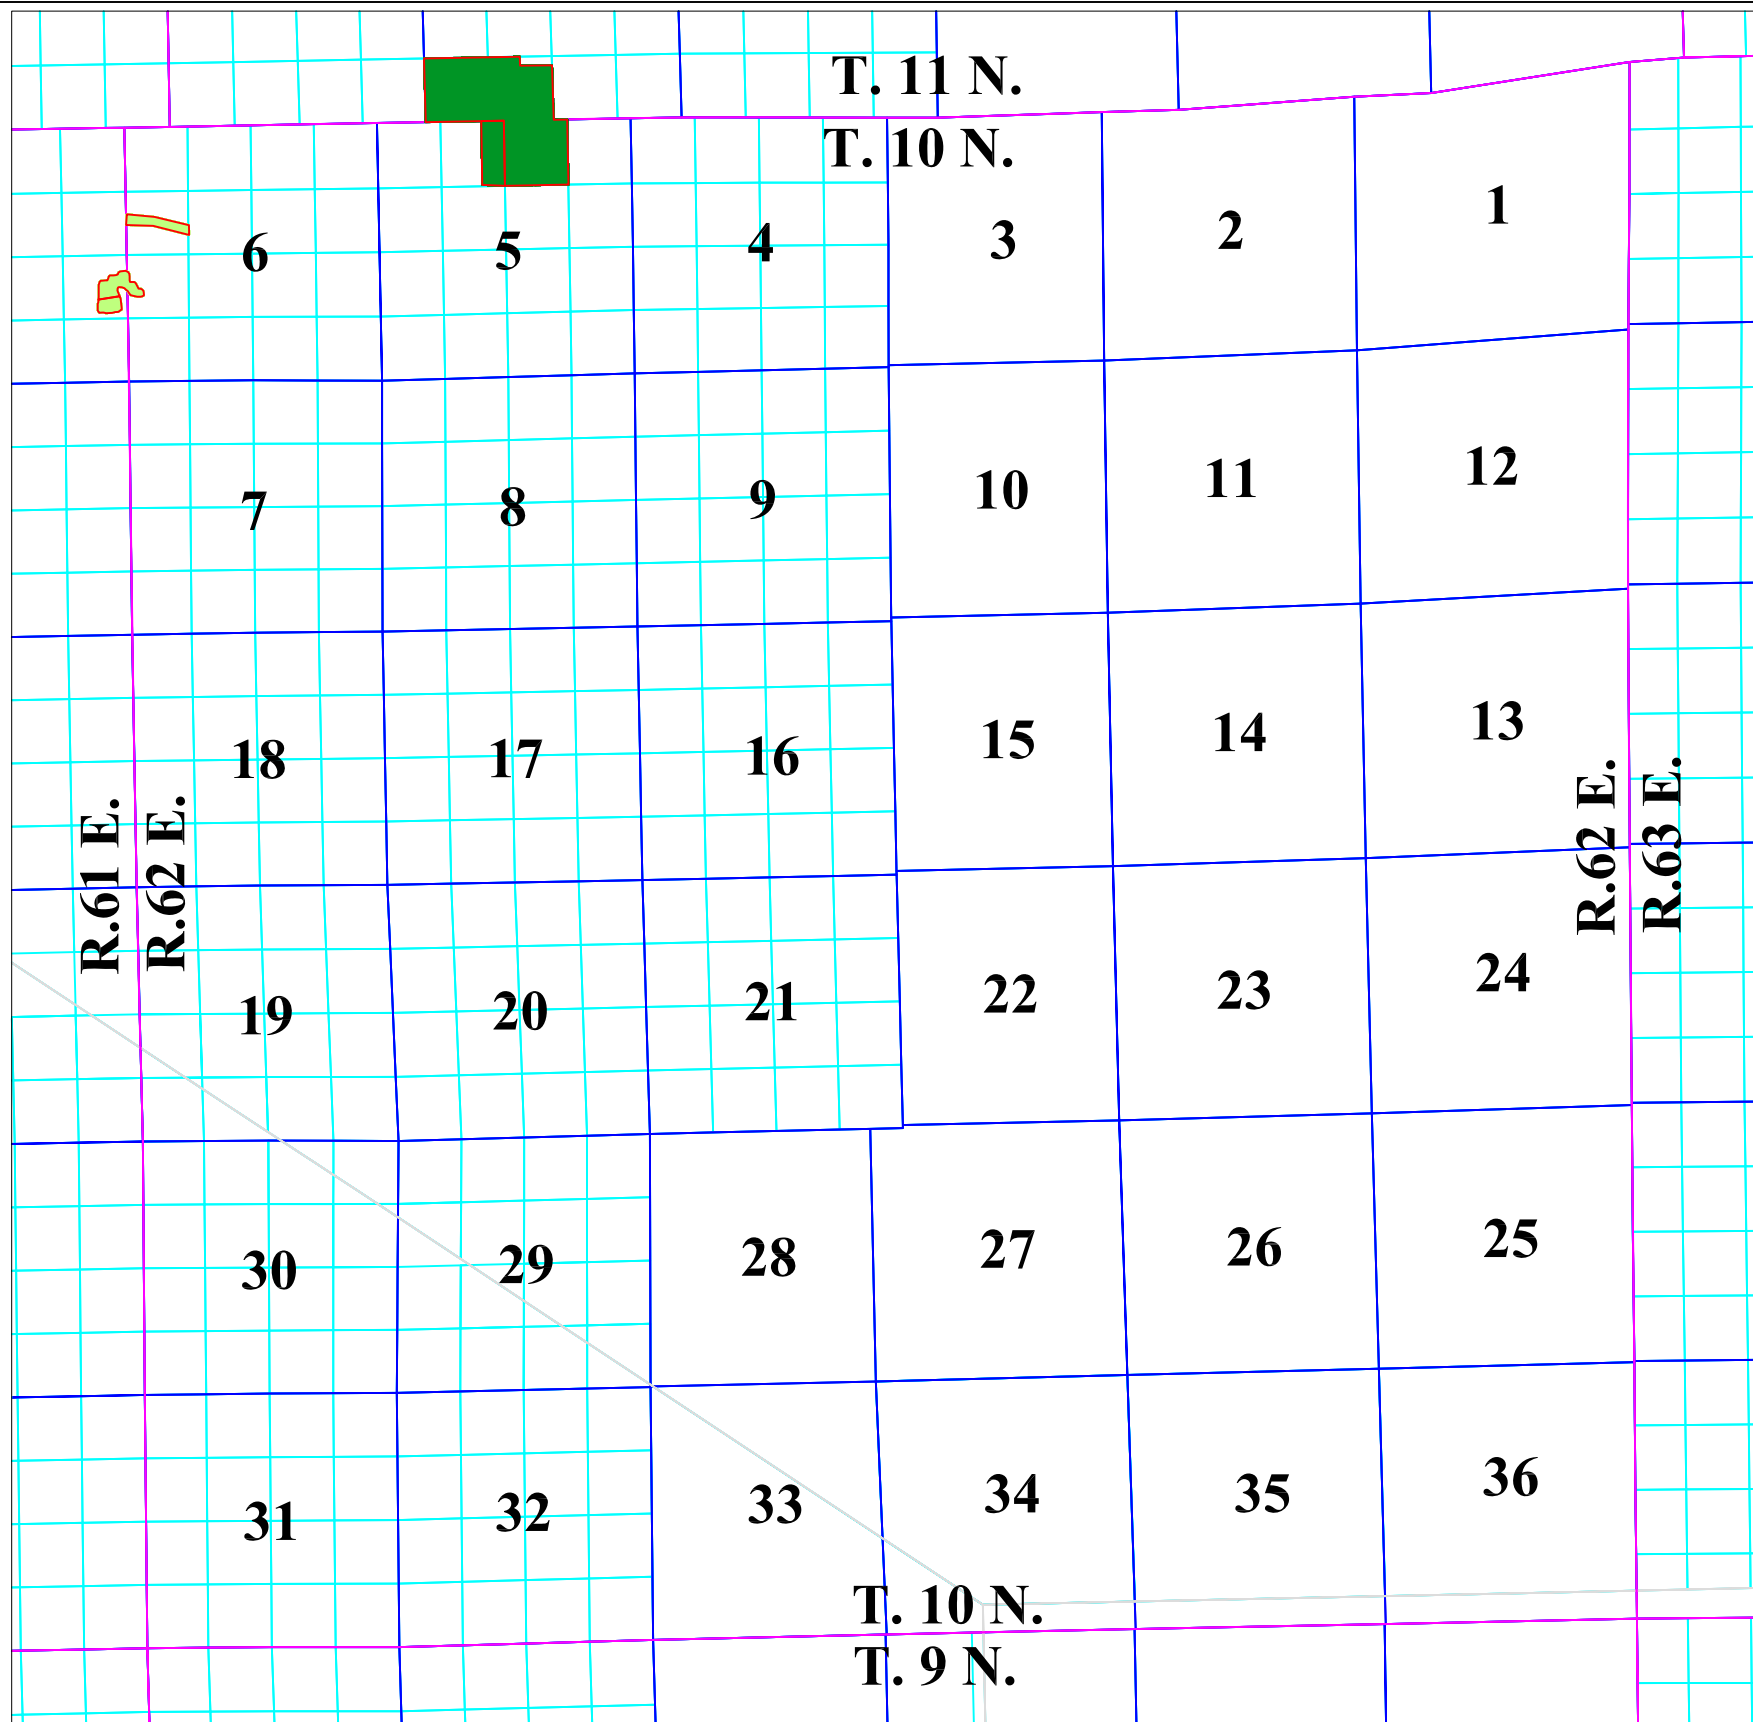 T. 11 N.
T. 10 N.
6 5 4 3 2 1
7 8 9 10 11 12
18 17 16 15 14 13
R.61 E. R.62 E. R.62 E. R.63 E.
19 20 21 22 23 24
30 29 28 27 26 25
31 32 33 34 35 36
T. 10 N.
T. 9 N.